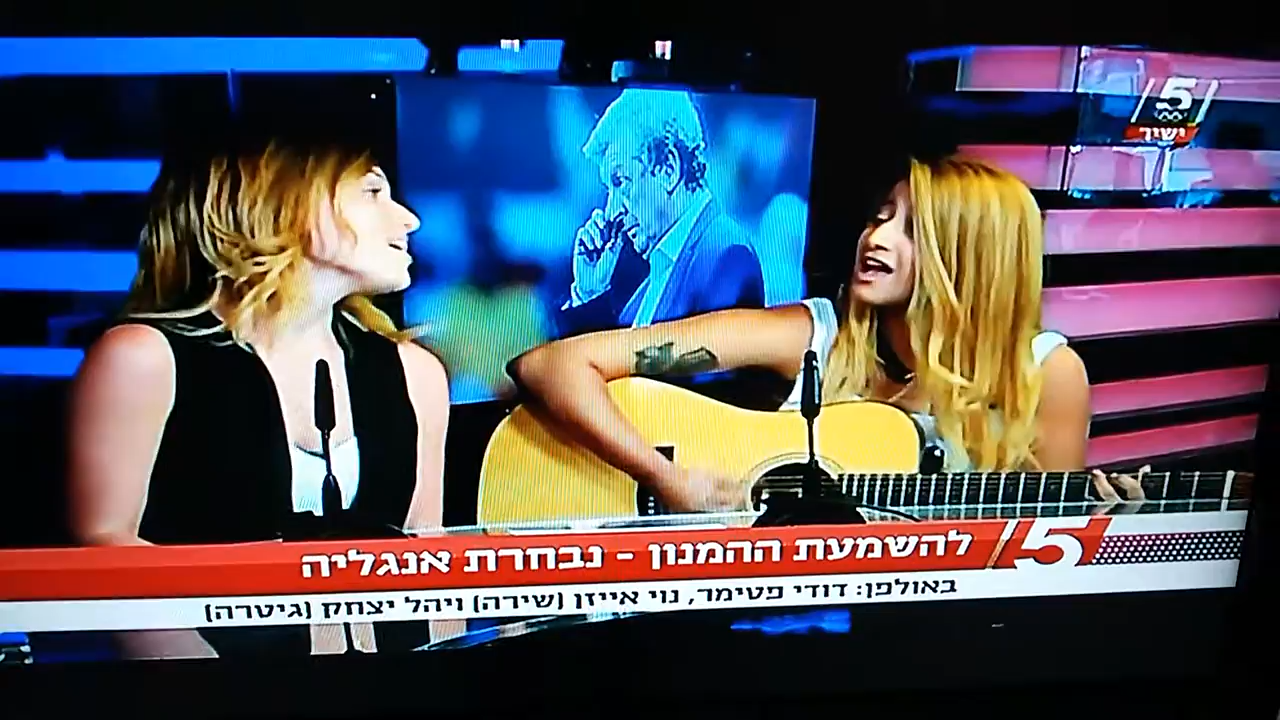 5
ישיר
להשמעת ההמנון - נבחרת אנגליה
5
באולפן: דודי פטימר, נוי אייזן (שירה) ויהל יצחק (גיטרה)